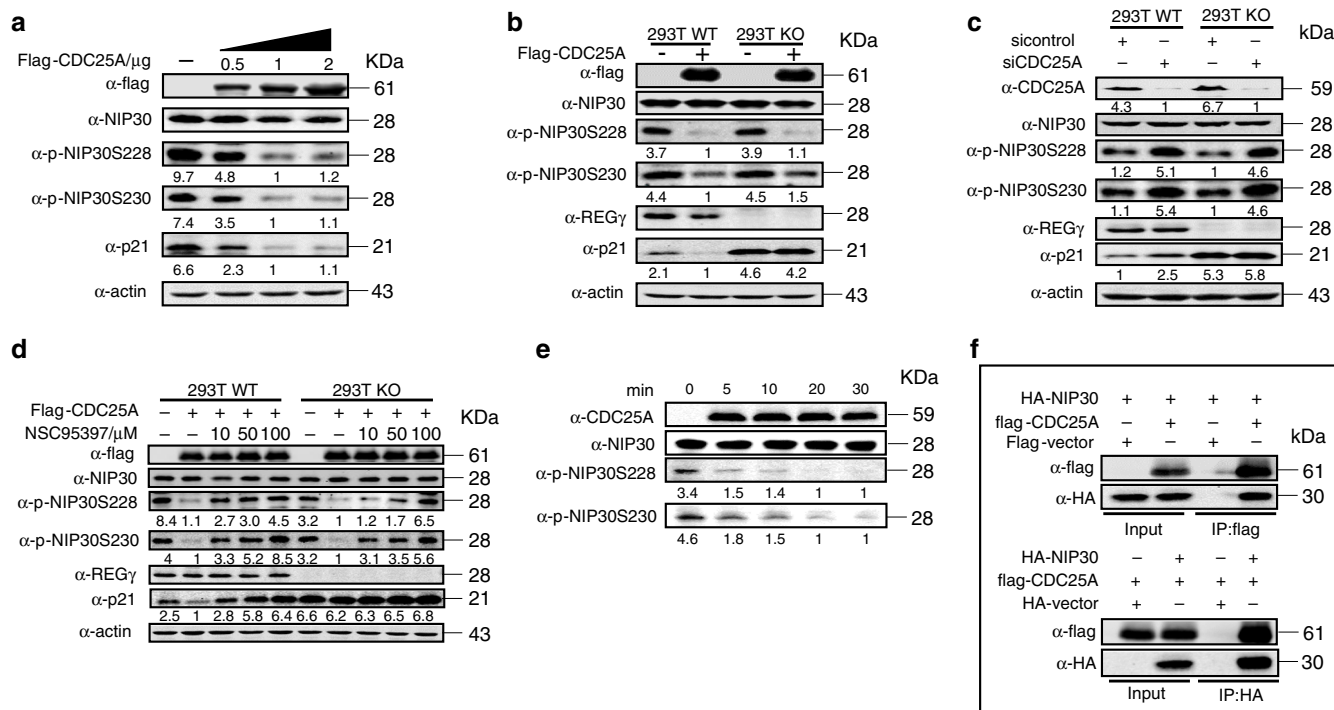 a
Flag-CDC25A/μg – 0.5 1 2 KDa
α-flag 61
α-NIP30 28
α-p-NIP30S228 28
9.7 4.8 1 1.2
α-p-NIP30S230 28
7.4 3.5 1 1.1
α-p21 21
6.6 2.3 1 1.1
α-actin 43
b
293T WT 293T KO
Flag-CDC25A - + - + KDa
α-flag 61
α-NIP30 28
α-p-NIP30S228 28
3.7 1 3.9 1.1
α-p-NIP30S230 28
4.4 1 4.5 1.5
α-REGγ 28
α-p21 21
2.1 1 4.6 4.2
α-actin 43
c
293T WT 293T KO kDa
sicontrol + – + –
siCDC25A – + – +
α-CDC25A 59
4.3 1 6.7 1
α-NIP30 28
α-p-NIP30S228 28
1.2 5.1 1 4.6
α-p-NIP30S230 28
1.1 5.4 1 4.6
α-REGγ 28
α-p21 21
1 2.5 5.3 5.8
α-actin 43
d
293T WT 293T KO
Flag-CDC25A – + + + + – + + + + KDa
NSC95397/μM – – 10 50 100 – – 10 50 100
α-flag 61
α-NIP30 28
α-p-NIP30S228 28
8.4 1.1 2.7 3.0 4.5 3.2 1 1.2 1.7 6.5
α-p-NIP30S230 28
4 1 3.3 5.2 8.5 3.2 1 3.1 3.5 5.6
α-REGγ 28
α-p21 21
2.5 1 2.8 5.8 6.4 6.6 6.2 6.3 6.5 6.8
α-actin 43
e
min 0 5 10 20 30 KDa
α-CDC25A 59
α-NIP30 28
α-p-NIP30S228 28
3.4 1.5 1.4 1 1
α-p-NIP30S230 28
4.6 1.8 1.5 1 1
f
HA-NIP30 + + + +
flag-CDC25A – + – +
Flag-vector + – + – kDa
α-flag 61
α-HA 30
Input IP:flag
HA-NIP30 – + – +
flag-CDC25A + + + +
HA-vector + – + –
α-flag 61
α-HA 30
Input IP:HA